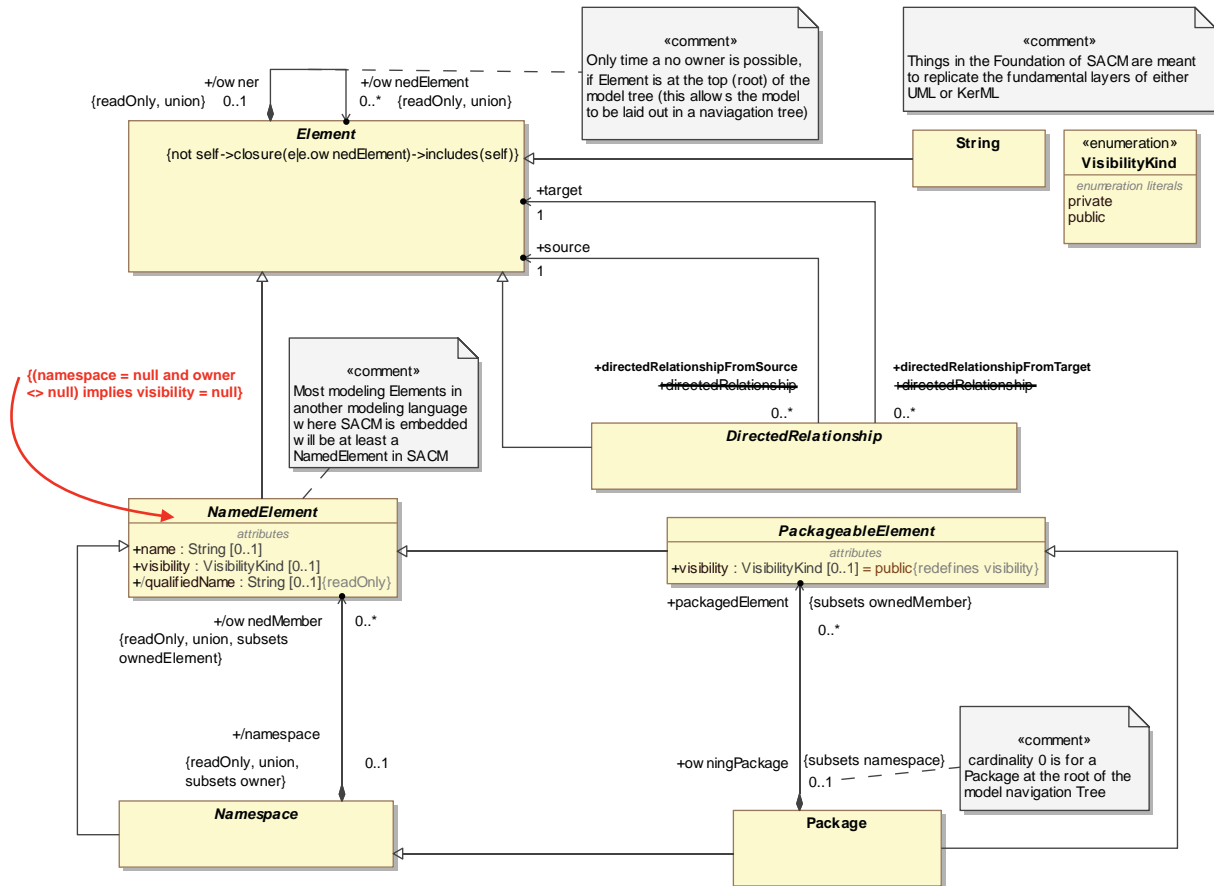 «comment»
Only time a no owner is possible,
if Element is at the top (root) of the
model tree (this allows the model
to be laid out in a naviagation tree)
«comment»
Things in the Foundation of SACM are meant
to replicate the fundamental layers of either
UML or KerML
+/owner
{readOnly, union} 0..1
+/ownedElement
0..* {readOnly, union}
Element
{not self->closure(e|e.ownedElement)->includes(self)}
String
«enumeration»
VisibilityKind
enumeration literals
private
public
+target
1
+source
1
{(namespace = null and owner
<> null) implies visibility = null}
«comment»
Most modeling Elements in
another modeling language
where SACM is embedded
will be at least a
NamedElement in SACM
+directedRelationshipFromSource
+directedRelationship
0..*
+directedRelationshipFromTarget
+directedRelationship
0..*
DirectedRelationship
NamedElement
attributes
+name : String [0..1]
+visibility : VisibilityKind [0..1]
+/qualifiedName : String [0..1]{readOnly}
PackageableElement
attributes
+visibility : VisibilityKind [0..1] = public{redefines visibility}
+/ownedMember 0..*
{readOnly, union, subsets
ownedElement}
+packagedElement {subsets ownedMember}
0..*
+/namespace
{readOnly, union,
subsets owner}
0..1
+owningPackage {subsets namespace}
0..1
«comment»
cardinality 0 is for a
Package at the root of the
model navigation Tree
Namespace
Package